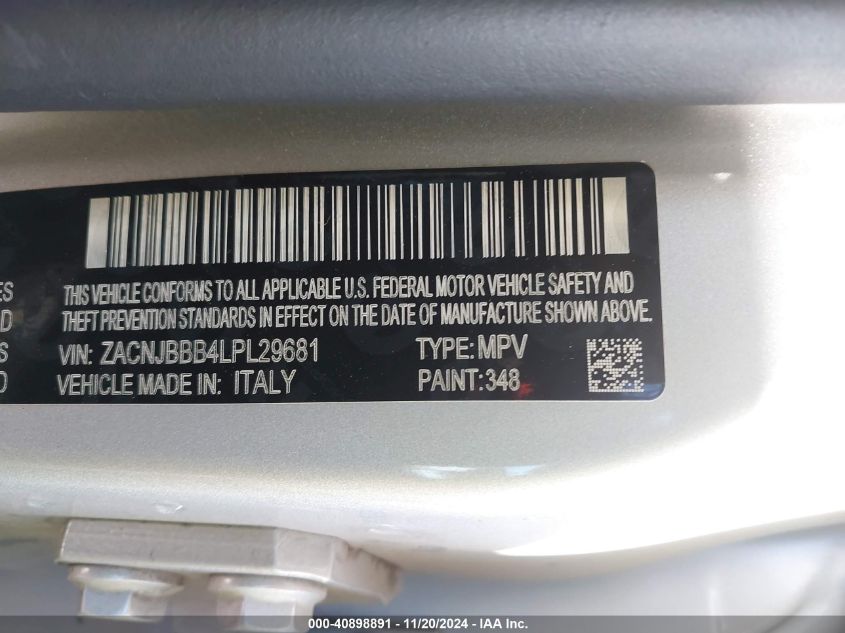 ES
THIS VEHICLE CONFORMS TO ALL APPLICABLE U.S. FEDERAL MOTOR VEHICLE SAFETY AND
D
THEFT PREVENTION STANDARDS IN EFFECT ON THE DATE OF MANUFACTURE SHOWN ABOVE.
S
VIN: ZACNJBBB4LPL29681 TYPE: MPV
VEHICLE MADE IN: ITALY PAINT: 348
000-40898891 - 11/20/2024 - IAA Inc.